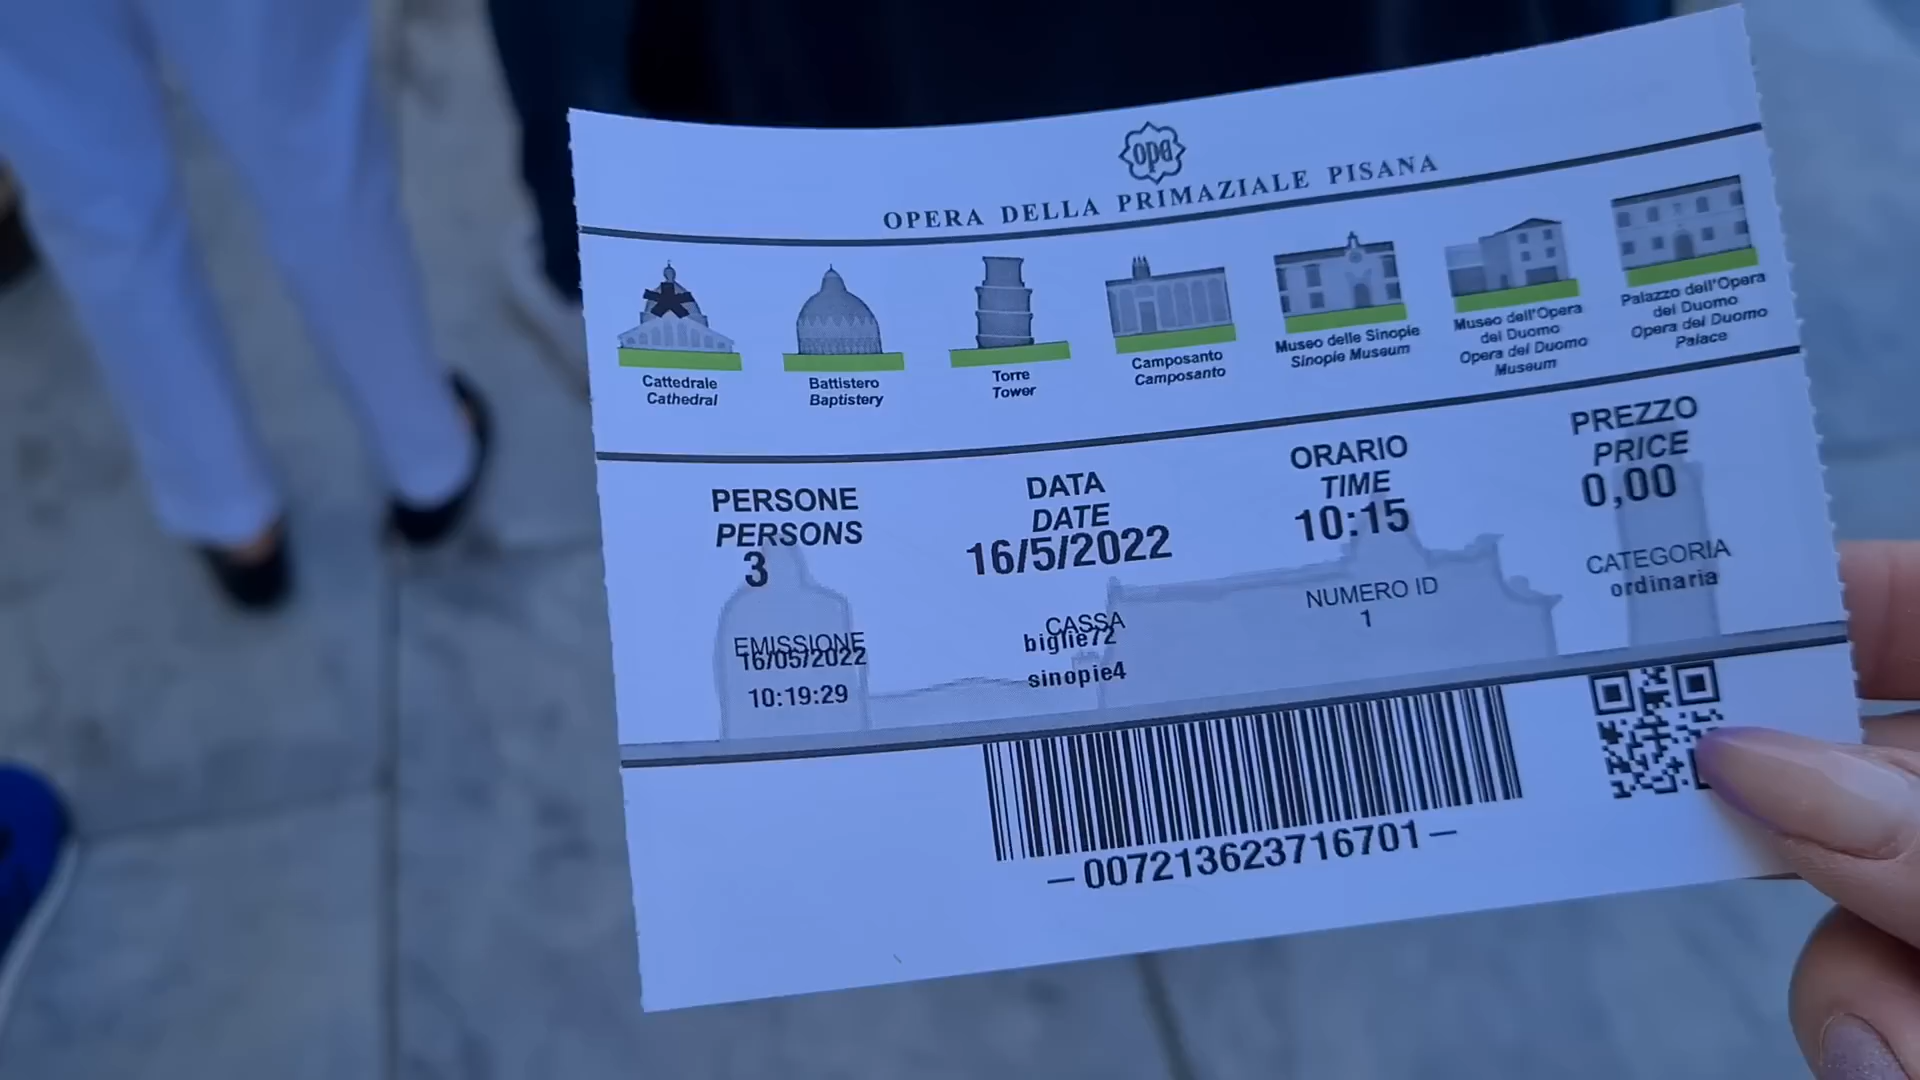 opa
OPERA DELLA PRIMAZIALE PISANA
Cattedrale
Cathedral
Battistero
Baptistery
Torre
Tower
Camposanto
Camposanto
Museo delle Sinopie
Sinopie Museum
Museo dell'Opera
del Duomo
Opera del Duomo
Museum
Palazzo dell'Opera
del Duomo
Opera del Duomo
Palace
PERSONE
PERSONS
3
DATA
DATE
16/5/2022
ORARIO
TIME
10:15
PREZZO
PRICE
0,00
EMISSIONE
16/05/2022
10:19:29
CASSA
biglie72
sinopie4
NUMERO ID
1
CATEGORIA
ordinaria
—007213623716701—